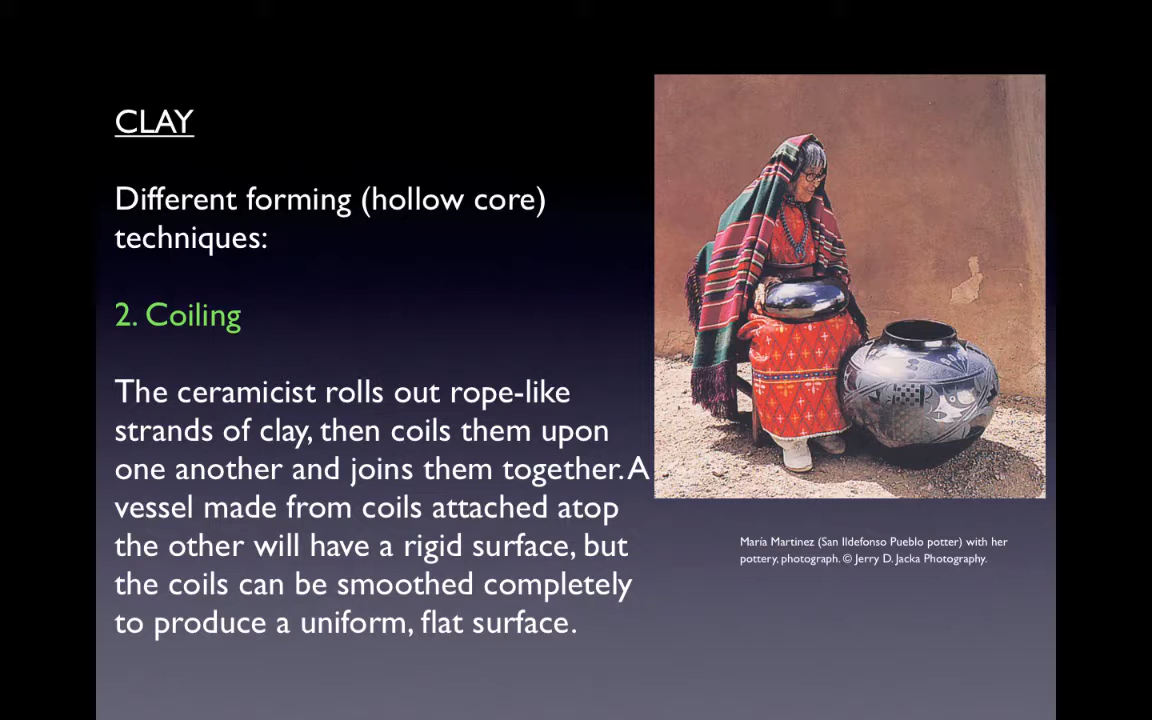 CLAY
Different forming (hollow core)
techniques:
2. Coiling
The ceramicist rolls out rope-like
strands of clay, then coils them upon
one another and joins them together. A
vessel made from coils attached atop
the other will have a rigid surface, but
the coils can be smoothed completely
to produce a uniform, flat surface.
María Martinez (San Ildefonso Pueblo potter) with her
pottery, photograph. © Jerry D. Jacka Photography.